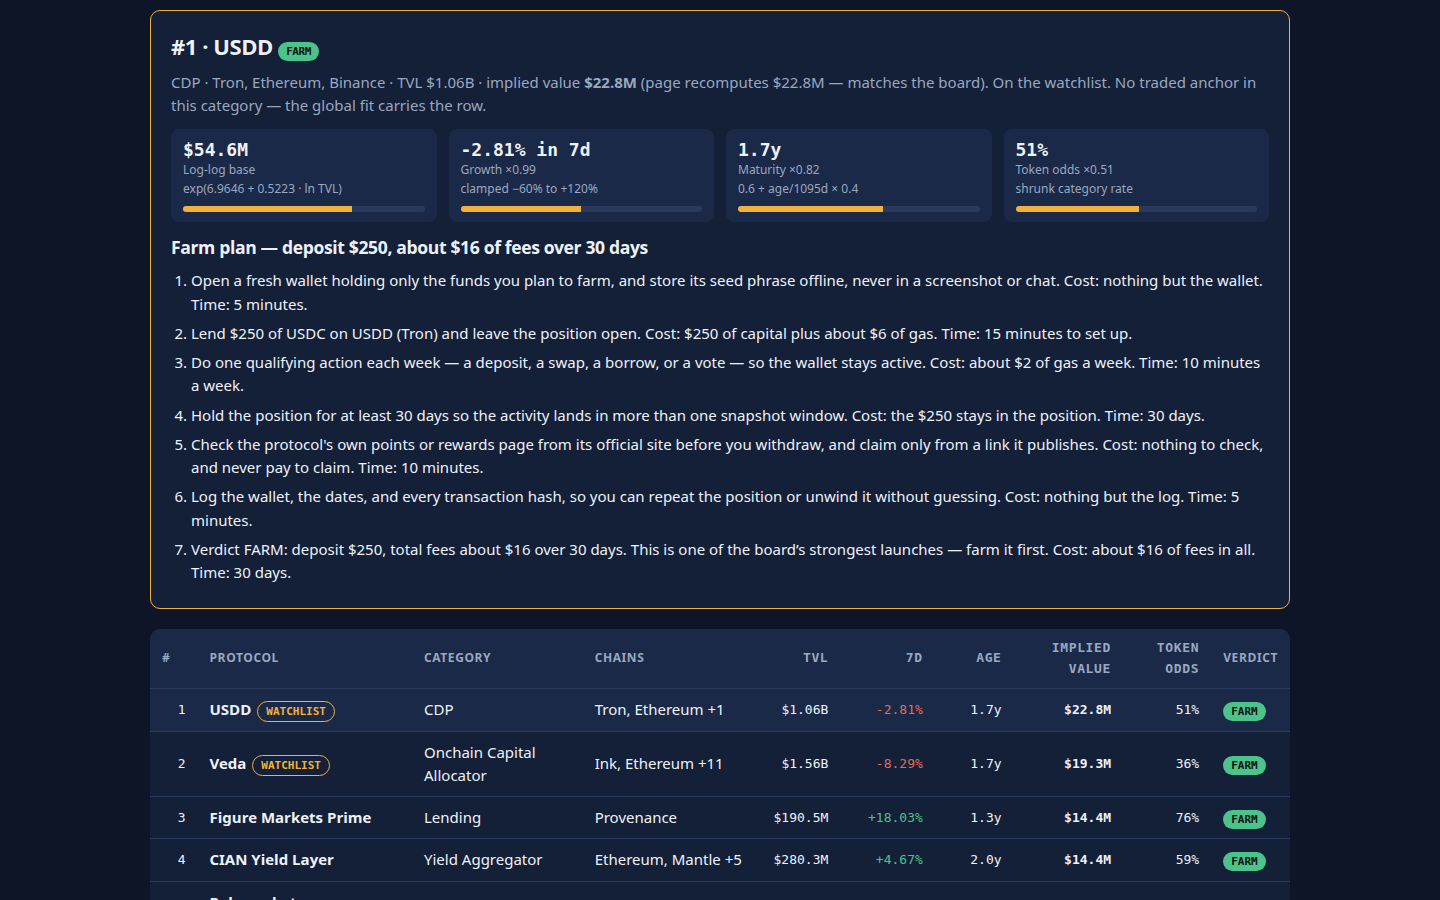 #1 · USDD FARM
CDP · Tron, Ethereum, Binance · TVL $1.06B · implied value $22.8M (page recomputes $22.8M — matches the board). On the watchlist. No traded anchor in
this category — the global fit carries the row.
$54.6M
Log-log base
exp(6.9646 + 0.5223 · ln TVL)
-2.81% in 7d
Growth ×0.99
clamped −60% to +120%
1.7y
Maturity ×0.82
0.6 + age/1095d × 0.4
51%
Token odds ×0.51
shrunk category rate
Farm plan — deposit $250, about $16 of fees over 30 days
1. Open a fresh wallet holding only the funds you plan to farm, and store its seed phrase offline, never in a screenshot or chat. Cost: nothing but the wallet.
Time: 5 minutes.
2. Lend $250 of USDC on USDD (Tron) and leave the position open. Cost: $250 of capital plus about $6 of gas. Time: 15 minutes to set up.
3. Do one qualifying action each week — a deposit, a swap, a borrow, or a vote — so the wallet stays active. Cost: about $2 of gas a week. Time: 10 minutes
a week.
4. Hold the position for at least 30 days so the activity lands in more than one snapshot window. Cost: the $250 stays in the position. Time: 30 days.
5. Check the protocol's own points or rewards page from its official site before you withdraw, and claim only from a link it publishes. Cost: nothing to check,
and never pay to claim. Time: 10 minutes.
6. Log the wallet, the dates, and every transaction hash, so you can repeat the position or unwind it without guessing. Cost: nothing but the log. Time: 5
minutes.
7. Verdict FARM: deposit $250, total fees about $16 over 30 days. This is one of the board’s strongest launches — farm it first. Cost: about $16 of fees in all.
Time: 30 days.
# PROTOCOL CATEGORY CHAINS TVL 7D AGE IMPLIED VALUE TOKEN ODDS VERDICT
1 USDD WATCHLIST CDP Tron, Ethereum +1 $1.06B -2.81% 1.7y $22.8M 51% FARM
2 Veda WATCHLIST Onchain Capital Allocator Ink, Ethereum +11 $1.56B -8.29% 1.7y $19.3M 36% FARM
3 Figure Markets Prime Lending Provenance $190.5M +18.03% 1.3y $14.4M 76% FARM
4 CIAN Yield Layer Yield Aggregator Ethereum, Mantle +5 $280.3M +4.67% 2.0y $14.4M 59% FARM